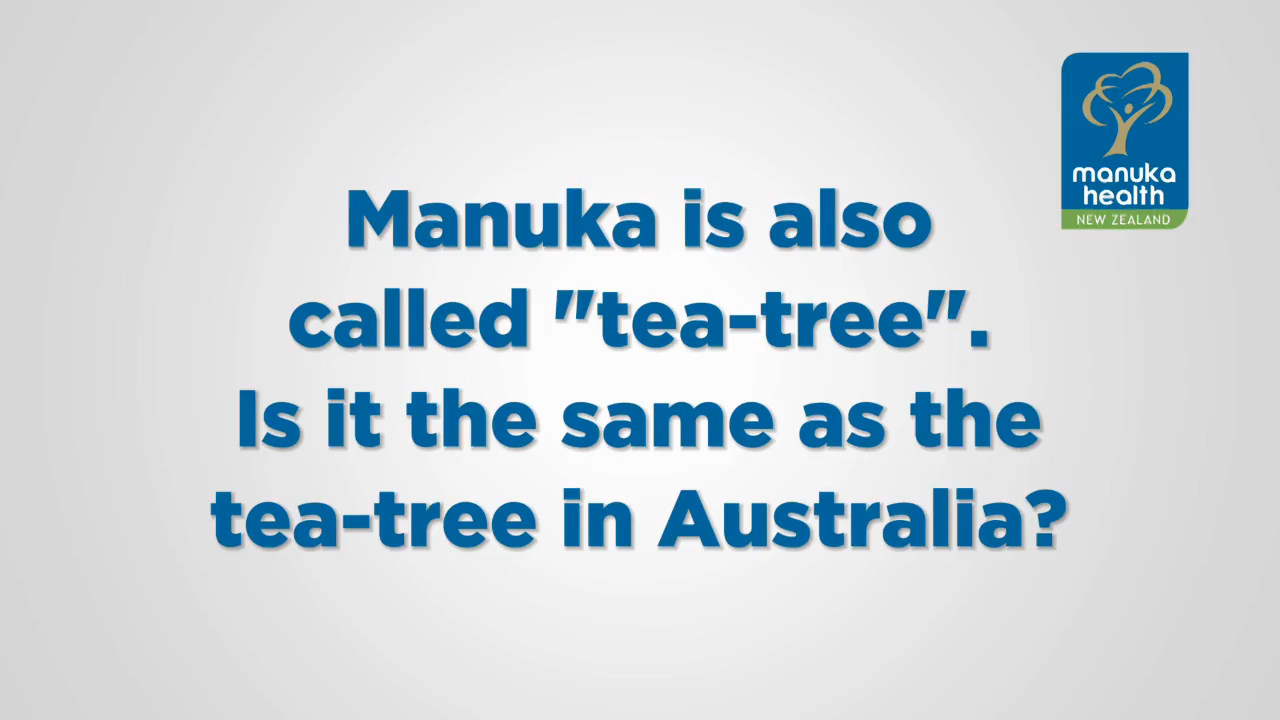 manuka
health
NEW ZEALAND
Manuka is also
called "tea-tree".
Is it the same as the
tea-tree in Australia?